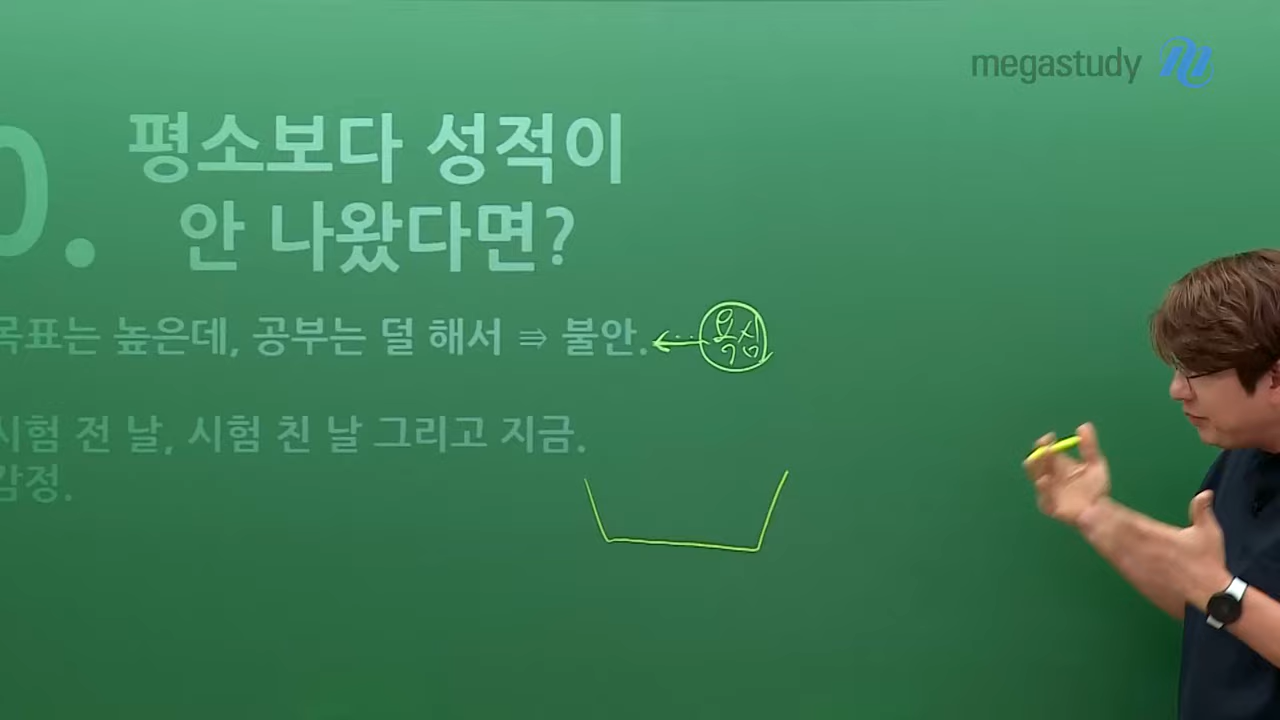 megastudy
0. 평소보다 성적이
안 나왔다면?
목표는 높은데, 공부는 덜 해서 ⇒ 불안. ← 욕심
시험 전 날, 시험 친 날 그리고 지금.
감정.